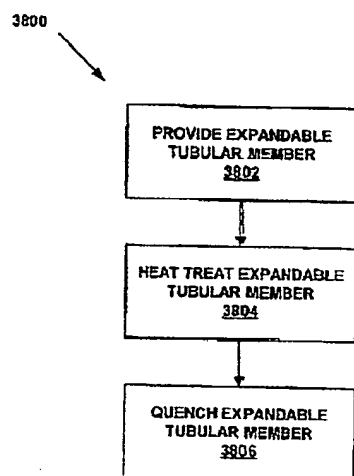 3800
PROVIDE EXPANDABLE
TUBULAR MEMBER
3802
HEAT TREAT EXPANDABLE
TUBULAR MEMBER
3804
QUENCH EXPANDABLE
TUBULAR MEMBER
3806